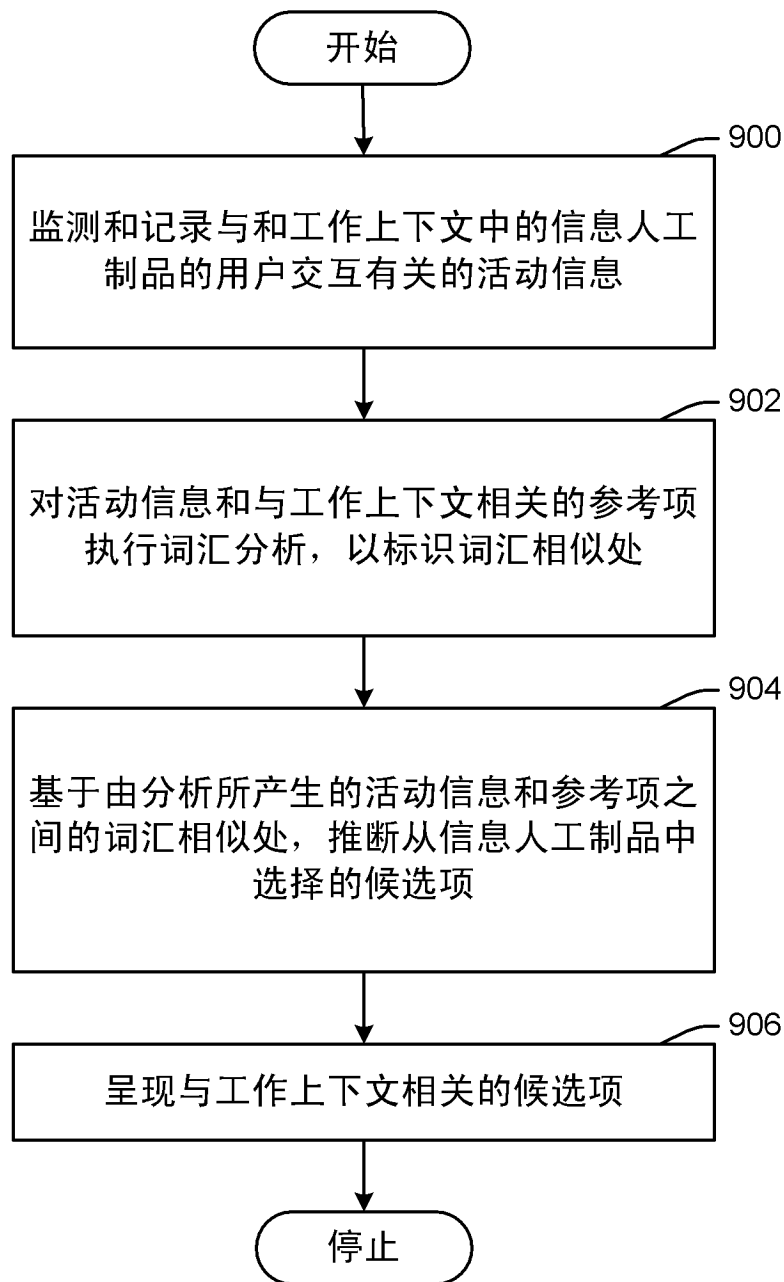 开始
900
监测和记录与和工作上下文中的信息人工
制品的用户交互有关的活动信息
902
对活动信息和与工作上下文相关的参考项
执行词汇分析，以标识词汇相似处
904
基于由分析所产生的活动信息和参考项之
间的词汇相似处，推断从信息人工制品中
选择的候选项
906
呈现与工作上下文相关的候选项
停止